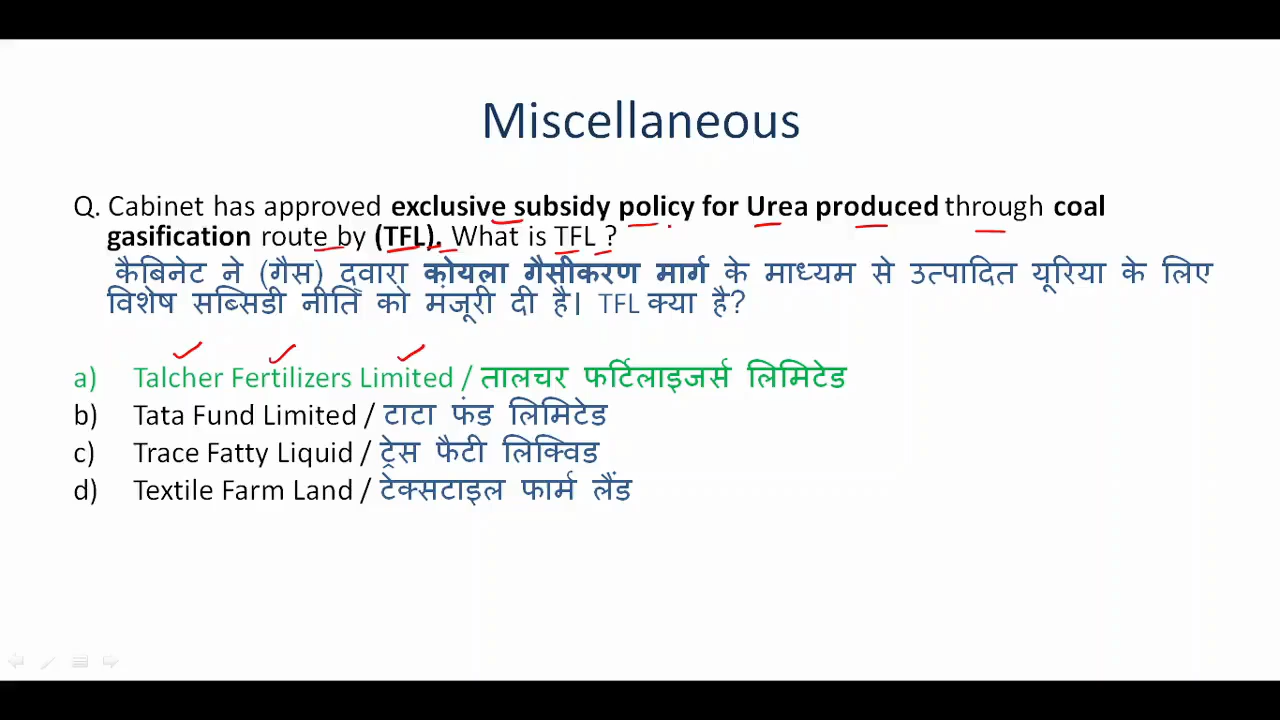 Miscellaneous
Q. Cabinet has approved exclusive subsidy policy for Urea produced through coal
gasification route by (TFL). What is TFL ?
कैबिनेट ने (गैस) द्वारा कोयला गैसीकरण मार्ग के माध्यम से उत्पादित यूरिया के लिए
विशेष सब्सिडी नीति को मंजूरी दी है। TFL क्या है?
a) Talcher Fertilizers Limited / तालचर फर्टिलाइजर्स लिमिटेड
b) Tata Fund Limited / टाटा फंड लिमिटेड
c) Trace Fatty Liquid / ट्रेस फैटी लिक्विड
d) Textile Farm Land / टेक्सटाइल फार्म लैंड